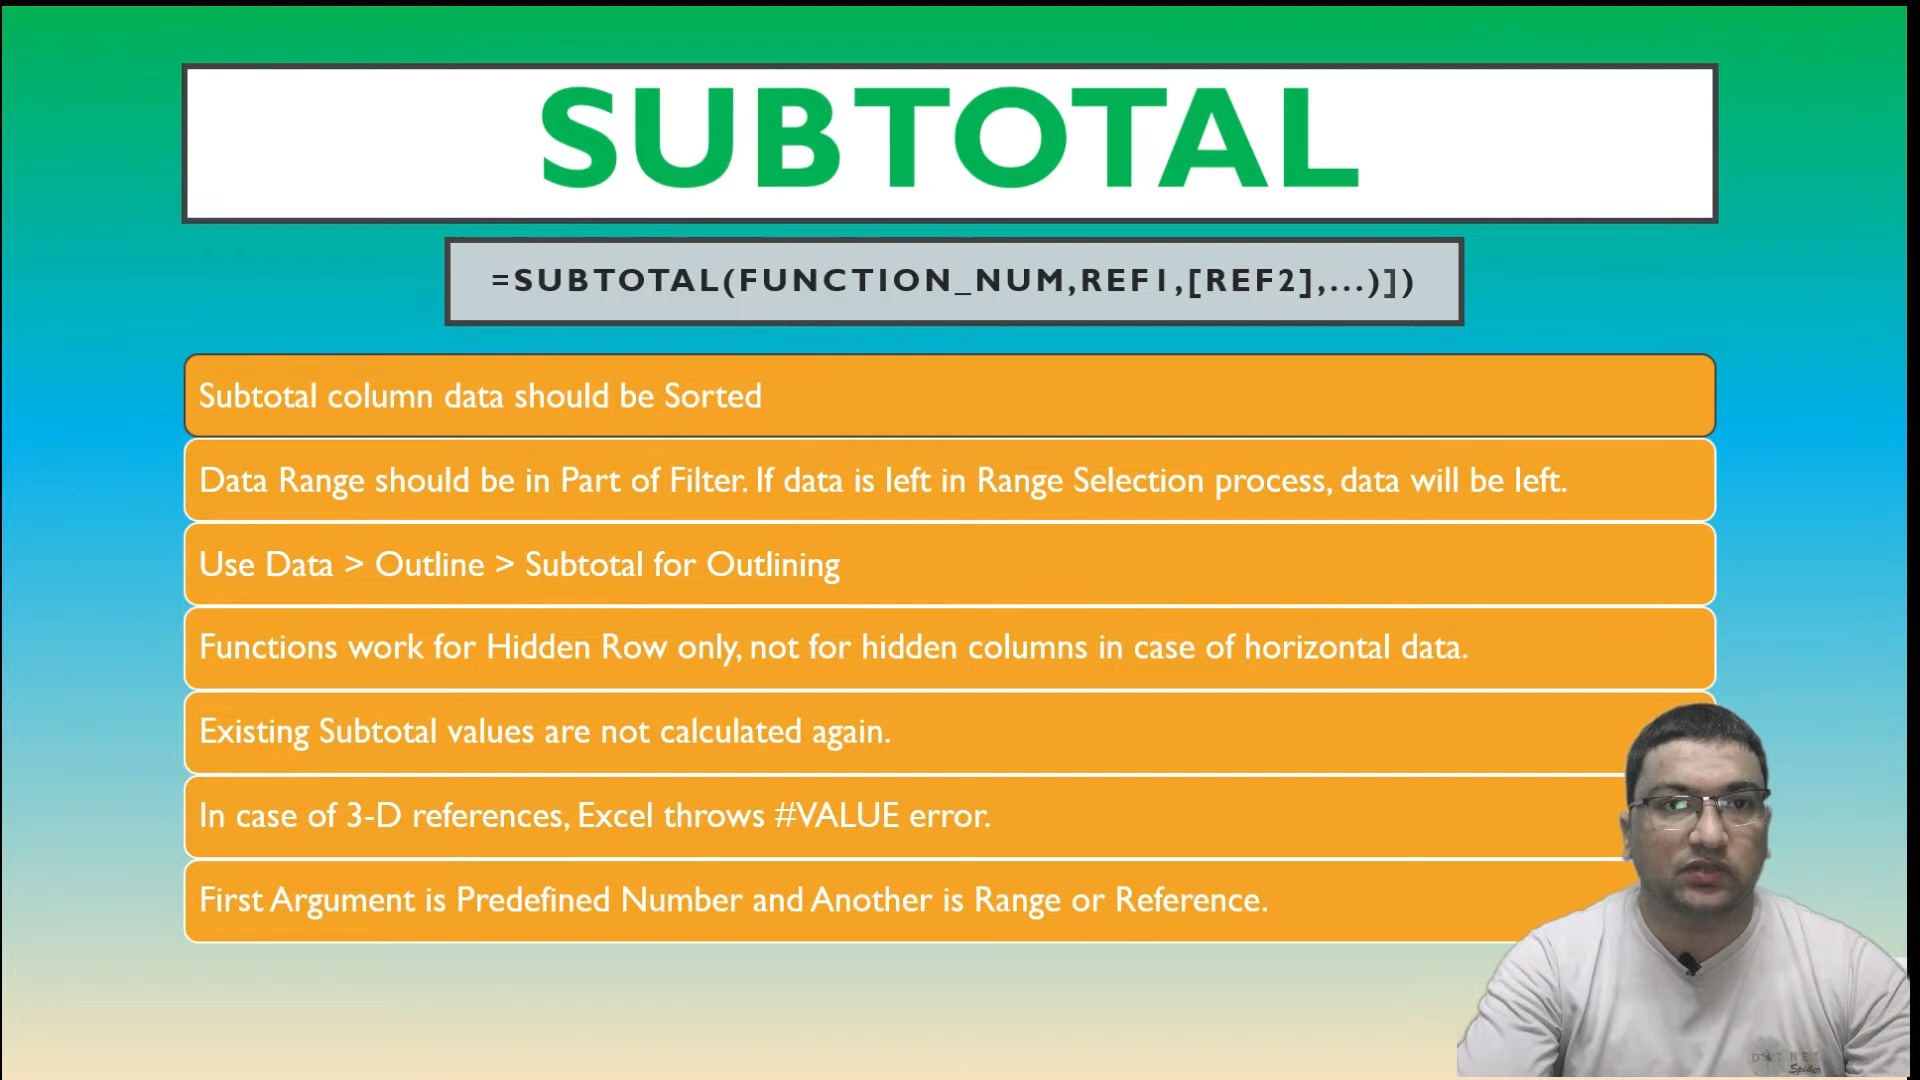 SUBTOTAL
=SUBTOTAL(FUNCTION_NUM,REF1,[REF2],...)])
Subtotal column data should be Sorted
Data Range should be in Part of Filter. If data is left in Range Selection process, data will be left.
Use Data > Outline > Subtotal for Outlining
Functions work for Hidden Row only, not for hidden columns in case of horizontal data.
Existing Subtotal values are not calculated again.
In case of 3-D references, Excel throws #VALUE error.
First Argument is Predefined Number and Another is Range or Reference.
Spider